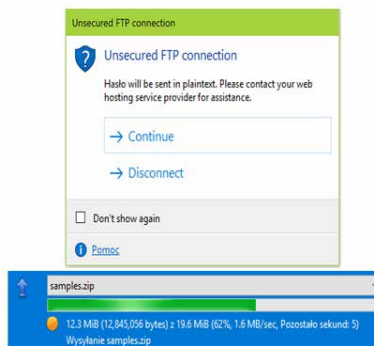 Unsecured FTP connection
Unsecured FTP connection
Hasło will be sent in plaintext. Please contact your web
hosting service provider for assistance.
→ Continue
→ Disconnect
Don't show again
Pomoc
samples.zip
12.3 MiB (12,845,056 bytes) z 19.6 MiB (62%, 1.6 MB/sec, Pozostało sekund: 5)
Wysyłanie samples.zip